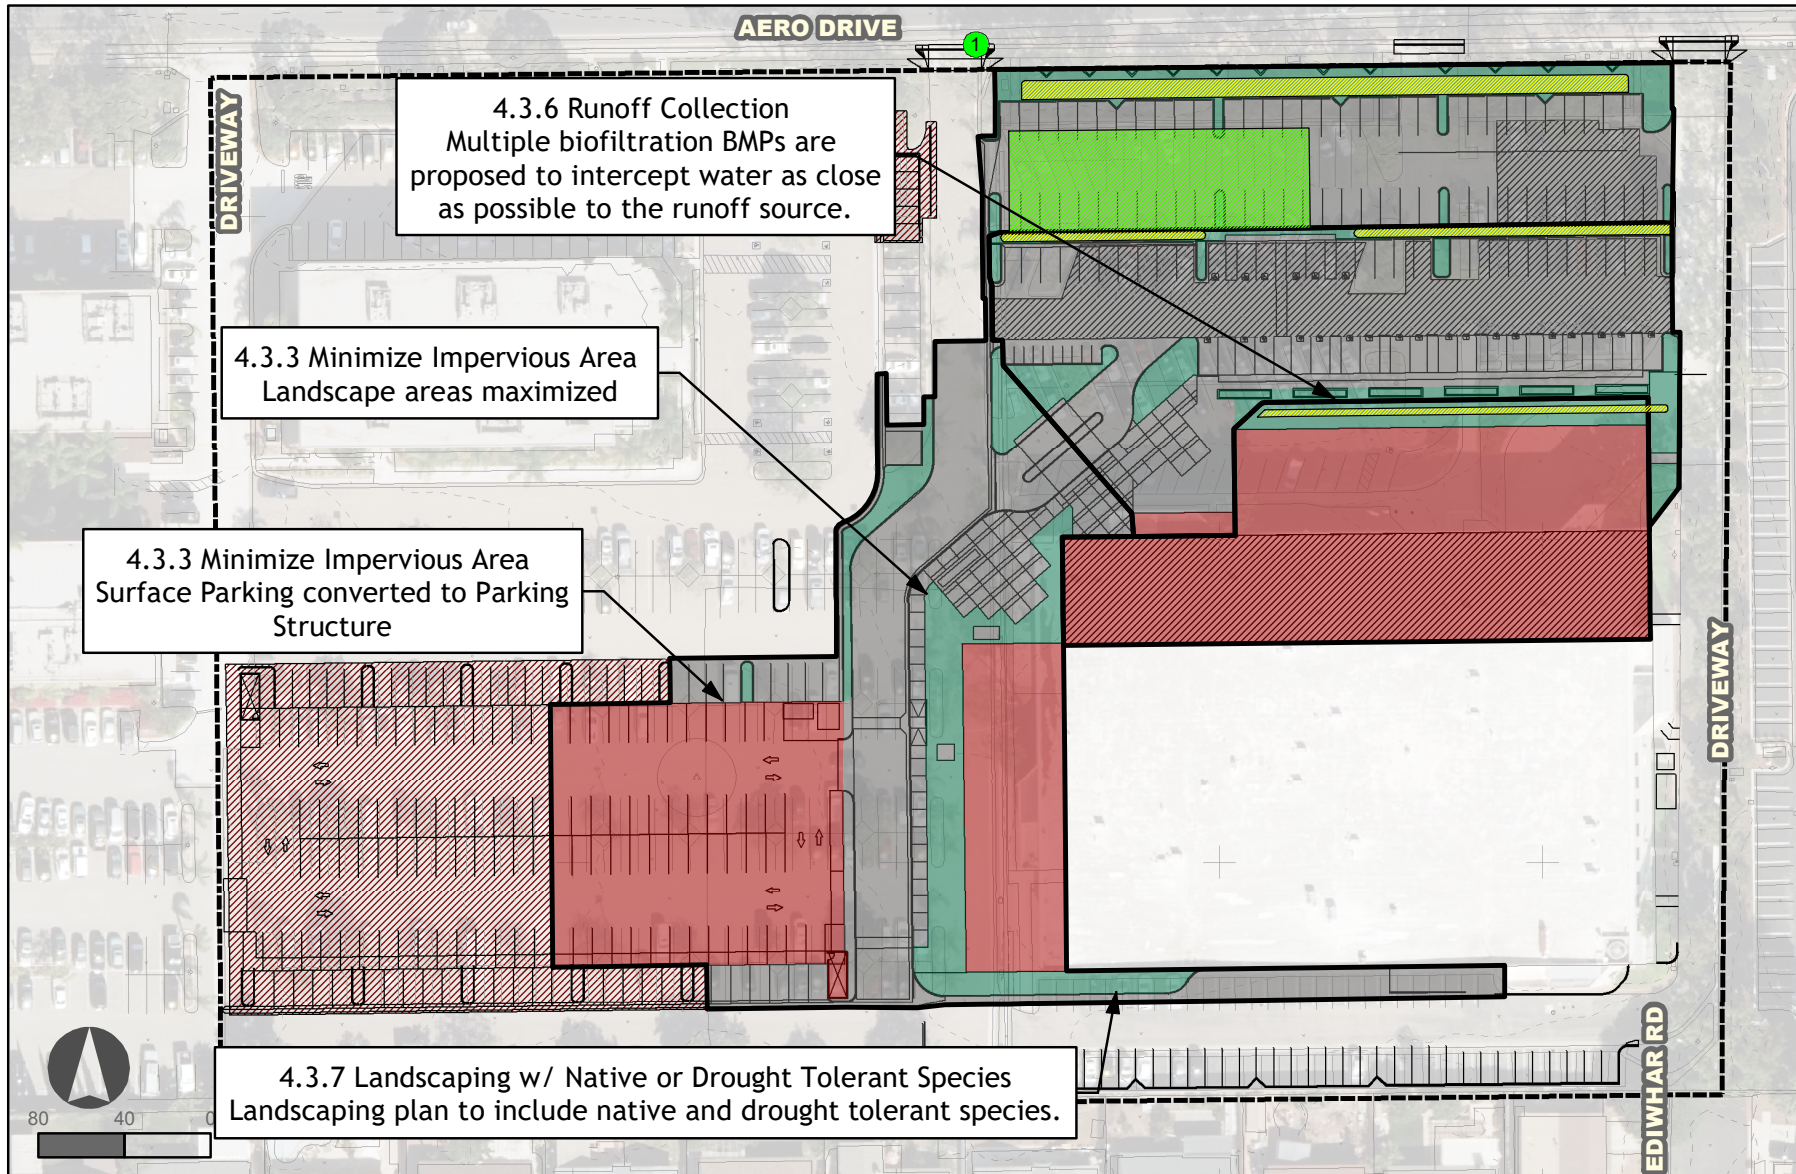 AERO DRIVE
1
DRIVEWAY
4.3.6 Runoff Collection
Multiple biofiltration BMPs are
proposed to intercept water as close
as possible to the runoff source.
4.3.3 Minimize Impervious Area
Landscape areas maximized
4.3.3 Minimize Impervious Area
Surface Parking converted to Parking
Structure
DRIVEWAY
4.3.7 Landscaping w/ Native or Drought Tolerant Species
Landscaping plan to include native and drought tolerant species.
EDIWHAR RD
80 40 0